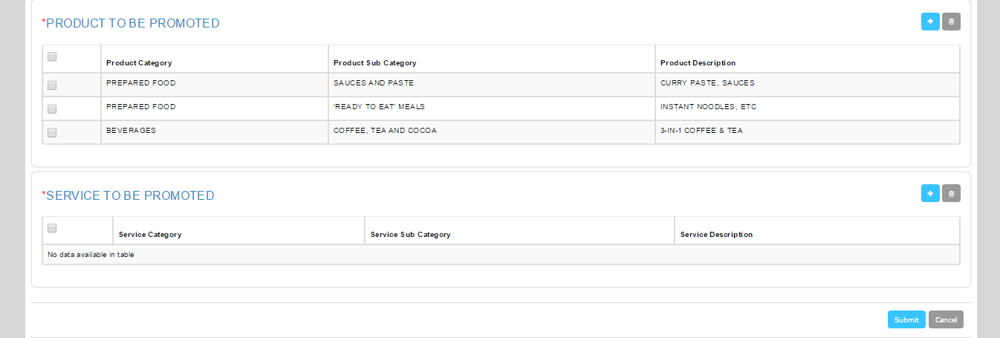 *PRODUCT TO BE PROMOTED
Product Category Product Sub Category Product Description
PREPARED FOOD SAUCES AND PASTE CURRY PASTE, SAUCES
PREPARED FOOD 'READY TO EAT' MEALS INSTANT NOODLES, ETC
BEVERAGES COFFEE, TEA AND COCOA 3-IN-1 COFFEE & TEA
*SERVICE TO BE PROMOTED
Service Category Service Sub Category Service Description
No data available in table
Submit Cancel